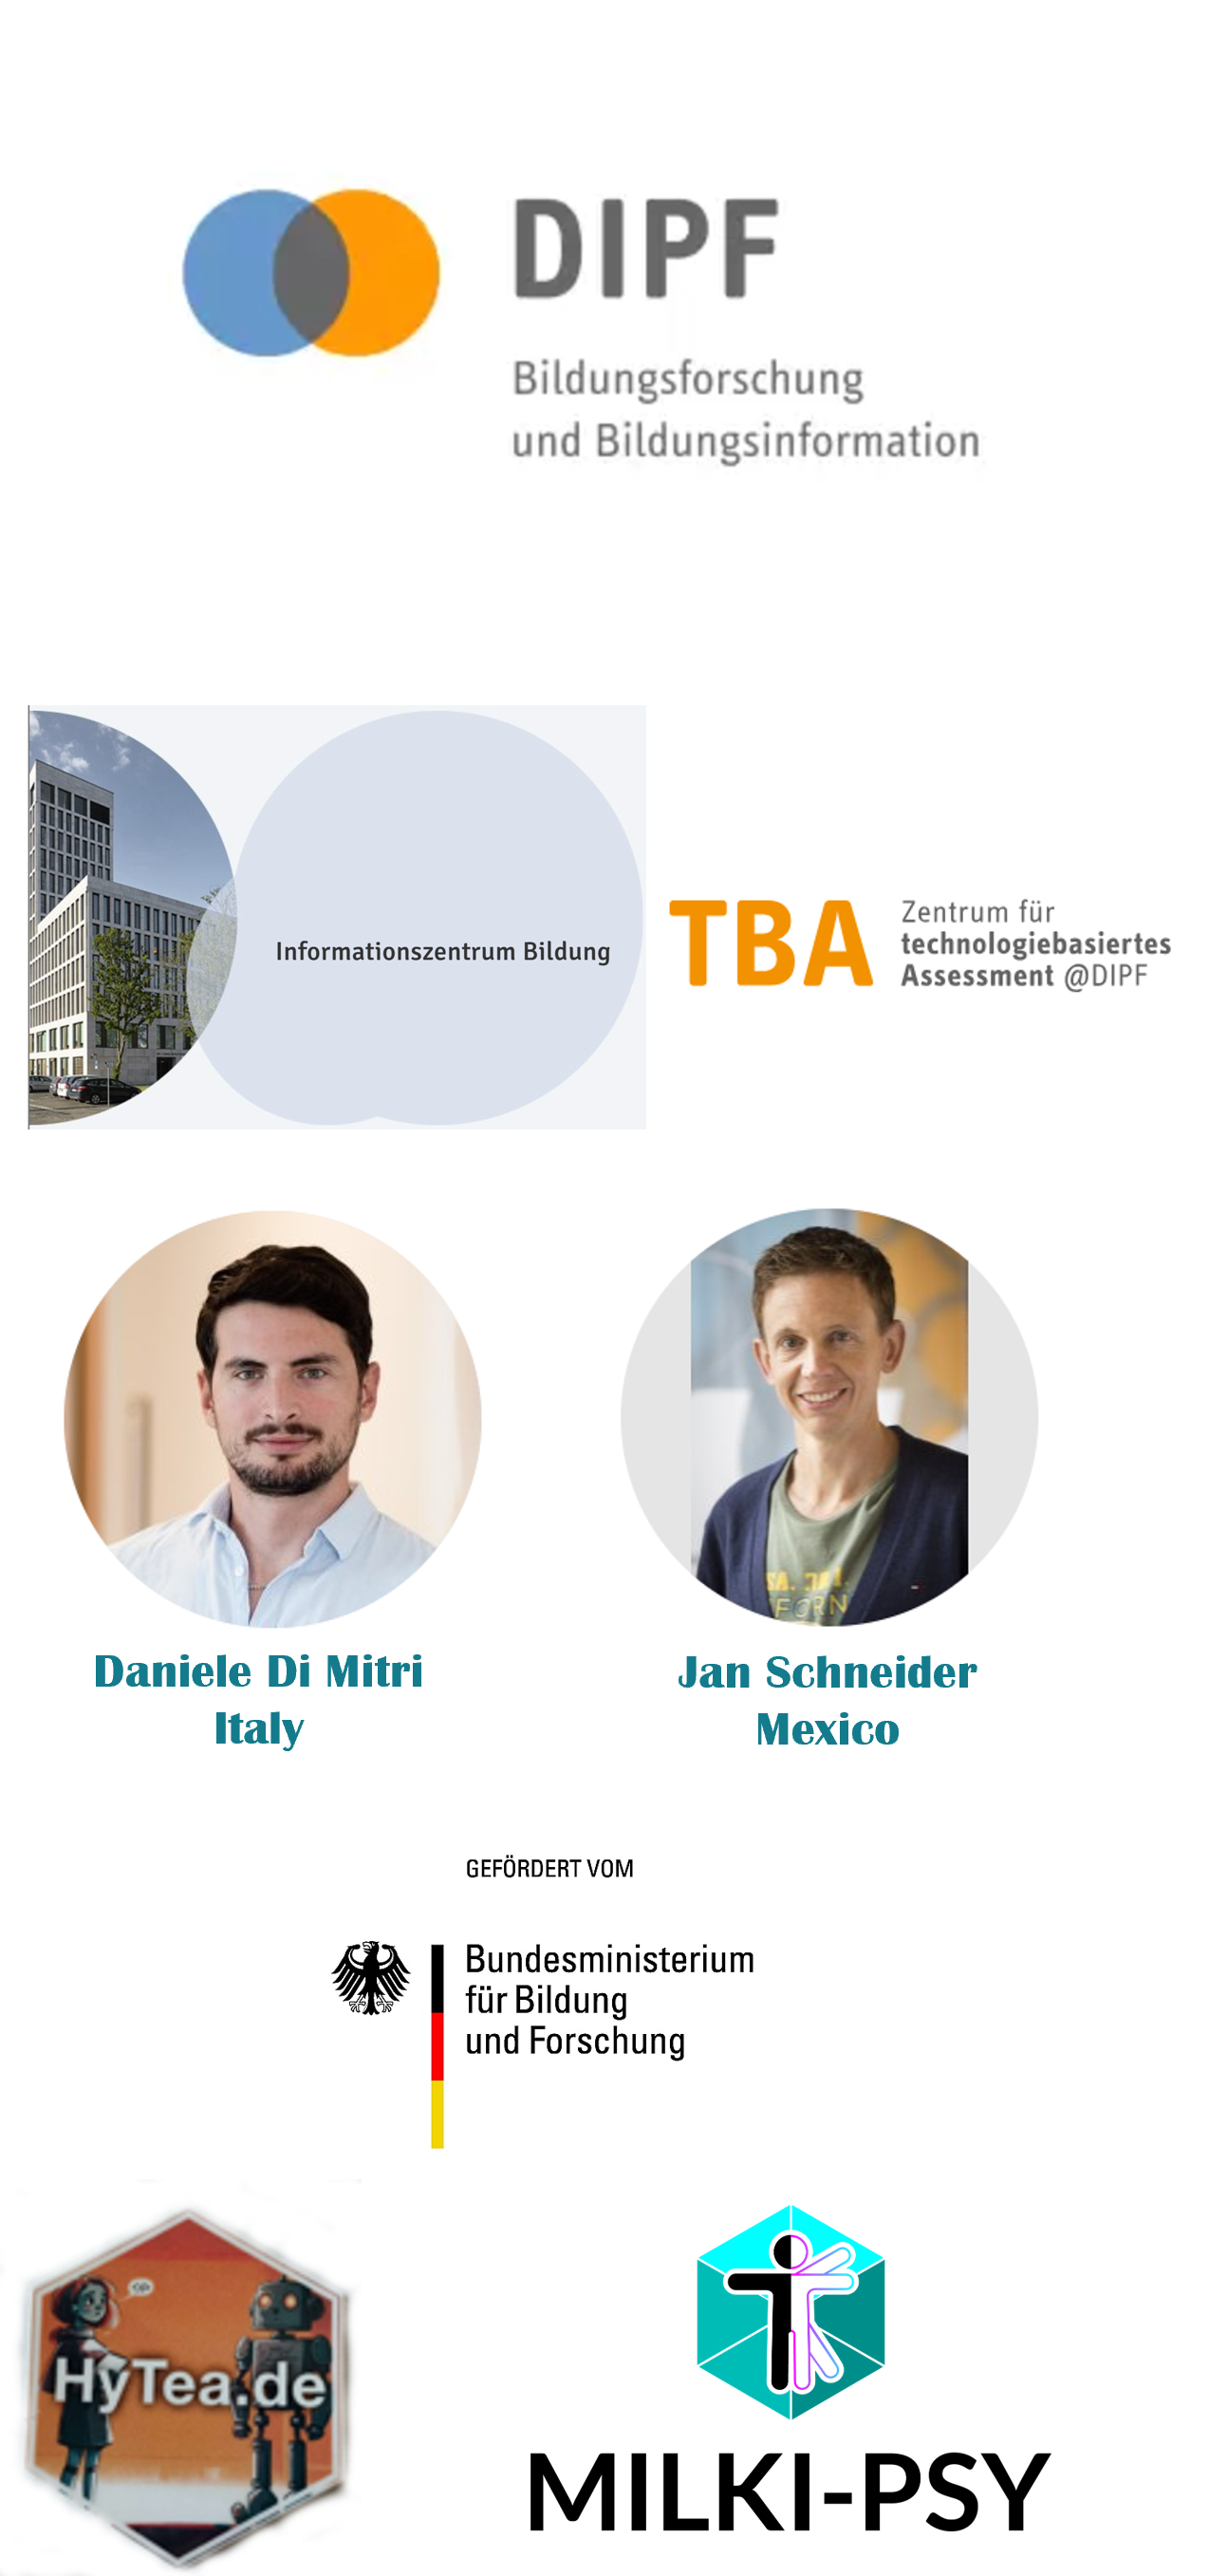 DIPF
Bildungsforschung
und Bildungsinformation
Informationszentrum Bildung
TBA
Zentrum für
technologiebasiertes
Assessment @DIPF
Daniele Di Mitri
Italy
Jan Schneider
Mexico
GEFÖRDERT VOM
Bundesministerium
für Bildung
und Forschung
HyTea.de
MILKI-PSY